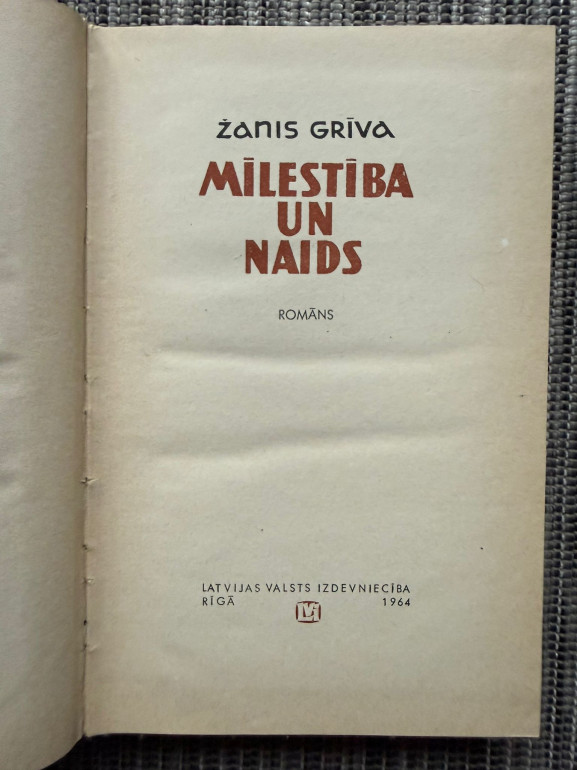 Žanis Grīva
MĪLESTĪBA
UN
NAIDS
ROMĀNS
LATVIJAS VALSTS IZDEVNIECĪBA
RĪGĀ 1964